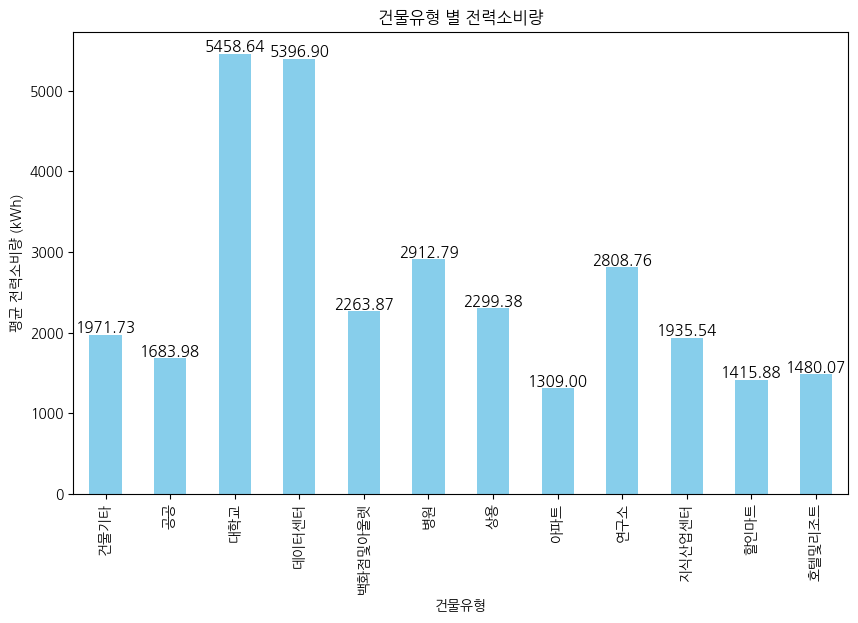 건물유형 별 전력소비량
평균 전력소비량 (kWh)
5000
4000
3000
2000
1000
0
1971.73
1683.98
5458.64
5396.90
2263.87
2912.79
2299.38
1309.00
2808.76
1935.54
1415.88
1480.07
건물기타
공공
대학교
데이터센터
백화점및아울렛
병원
상용
아파트
연구소
지식산업센터
할인마트
호텔및리조트
건물유형